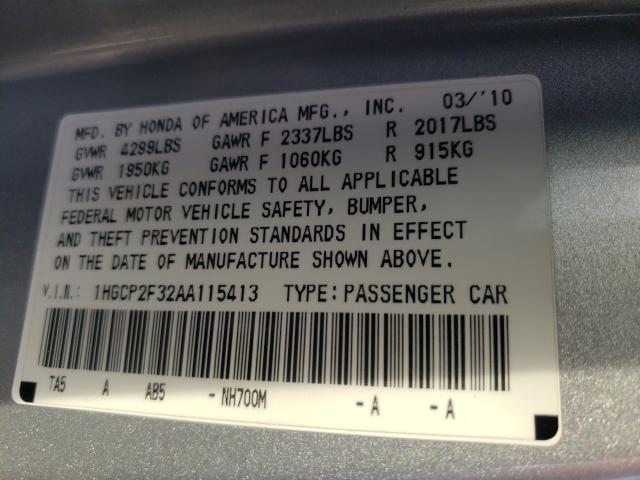 MFD. BY HONDA OF AMERICA MFG., INC. 03/'10
GVWR 4299LBS GAWR F 2337LBS R 2017LBS
GVWR 1950KG GAWR F 1060KG R 915KG
THIS VEHICLE CONFORMS TO ALL APPLICABLE
FEDERAL MOTOR VEHICLE SAFETY, BUMPER,
AND THEFT PREVENTION STANDARDS IN EFFECT
ON THE DATE OF MANUFACTURE SHOWN ABOVE.
V.I.N.: 1HGCP2F32AA115413 TYPE:PASSENGER CAR
TA5 A AB5 - NH700M - A - A